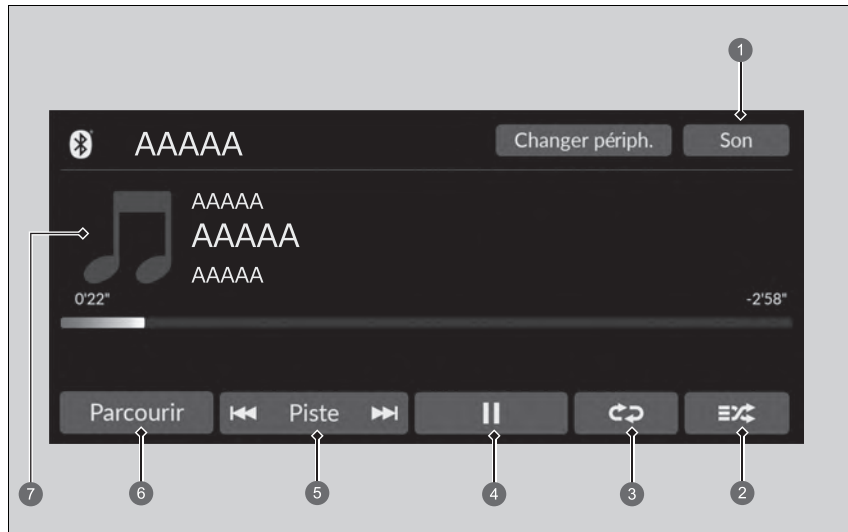 1
AAAAA
Changer périph.
Son
AAAAA
AAAAA
AAAAA
7
0'22"
-2'58"
Parcourir
Piste
6
5
4
3
2